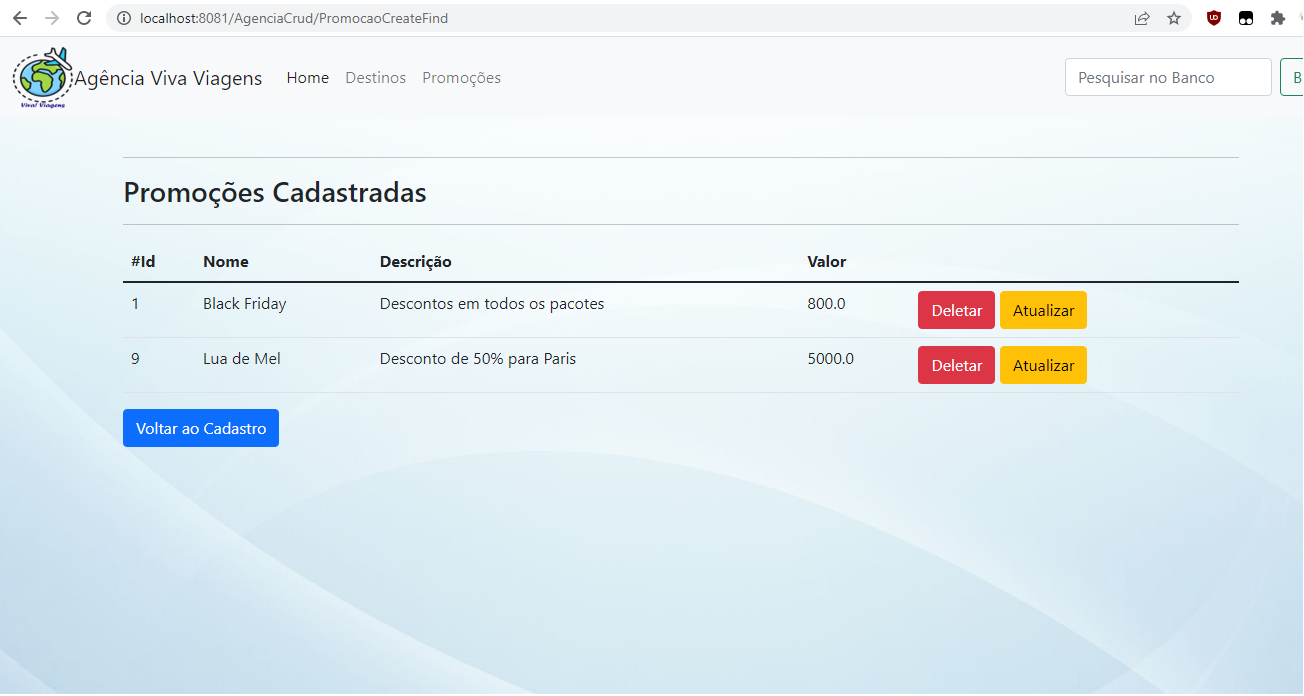 localhost:8081/AgenciaCrud/PromocaoCreateFind
Viva! Viagens
Agência Viva Viagens Home Destinos Promoções Pesquisar no Banco B
Promoções Cadastradas
#Id Nome Descrição Valor
1 Black Friday Descontos em todos os pacotes 800.0 Deletar Atualizar
9 Lua de Mel Desconto de 50% para Paris 5000.0 Deletar Atualizar
Voltar ao Cadastro